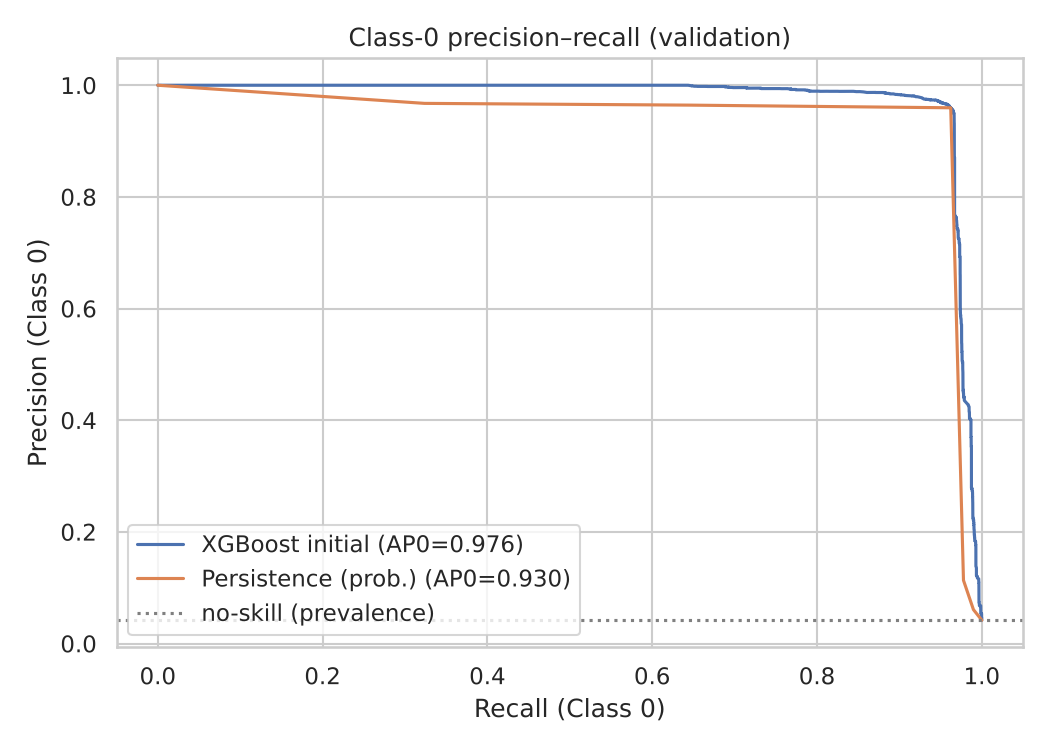 Class-0 precision–recall (validation)
Precision (Class 0)
1.0
0.8
0.6
0.4
0.2
0.0
XGBoost initial (AP0=0.976)
Persistence (prob.) (AP0=0.930)
no-skill (prevalence)
0.0 0.2 0.4 0.6 0.8 1.0
Recall (Class 0)